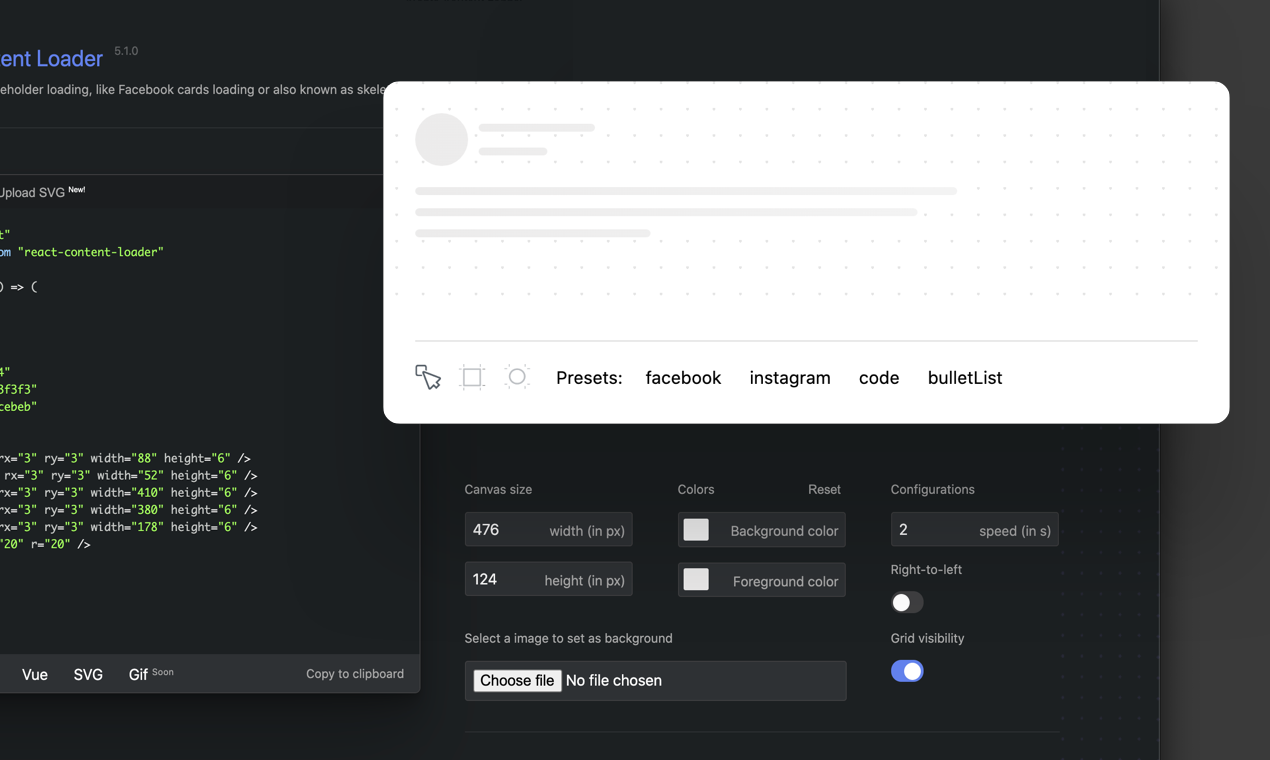 ent Loader 5.1.0
eholder loading, like Facebook cards loading or also known as skele
Upload SVG New!
t"
om "react-content-loader"
) => (
4"
3f3f3"
cebeb"
rx="3" ry="3" width="88" height="6" />
rx="3" ry="3" width="52" height="6" />
rx="3" ry="3" width="410" height="6" />
rx="3" ry="3" width="380" height="6" />
rx="3" ry="3" width="178" height="6" />
"20" r="20" />
Vue SVG Gif Soon Copy to clipboard
Presets: facebook instagram code bulletList
Canvas size
476 width (in px)
124 height (in px)
Colors Reset
Background color
Foreground color
Configurations
2 speed (in s)
Right-to-left
Grid visibility
Select a image to set as background
Choose file No file chosen